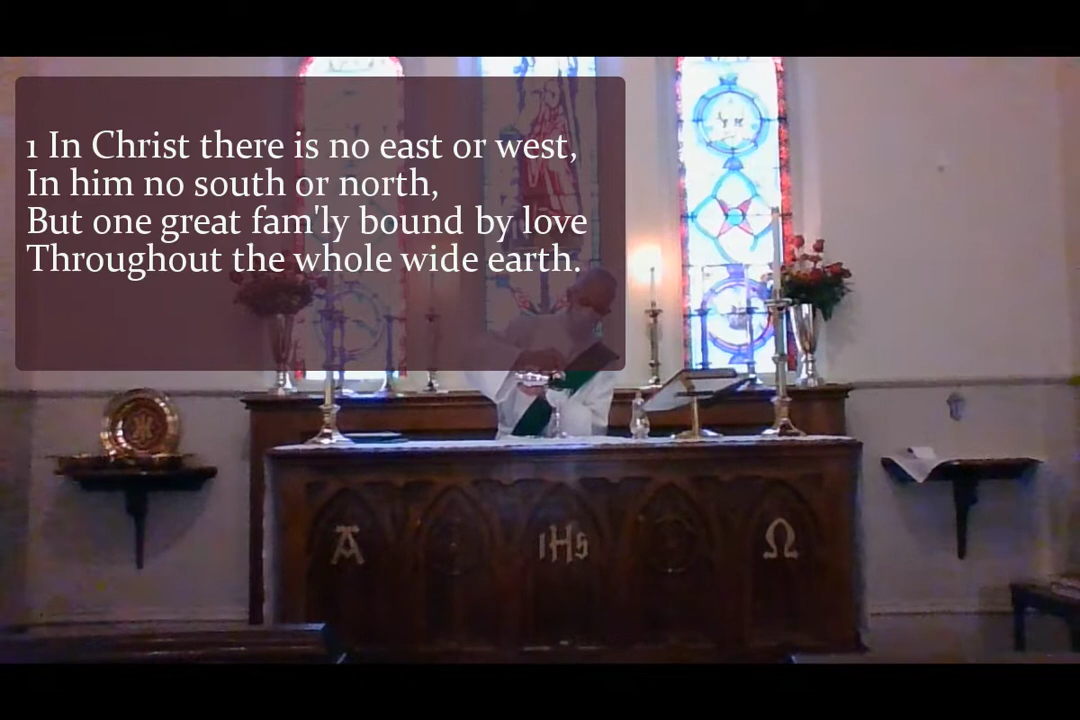 1 In Christ there is no east or west,
In him no south or north,
But one great fam'ly bound by love
Throughout the whole wide earth.
Α IHS Ω